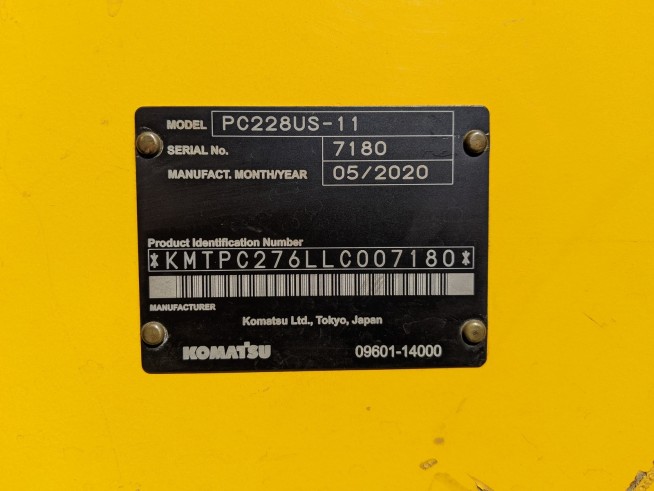 MODEL PC228US-11
SERIAL No. 7180
MANUFACT. MONTH/YEAR 05/2020
Product Identification Number
*KMTPC276LLC007180*
MANUFACTURER
Komatsu Ltd., Tokyo, Japan
KOMATSU 09601-14000